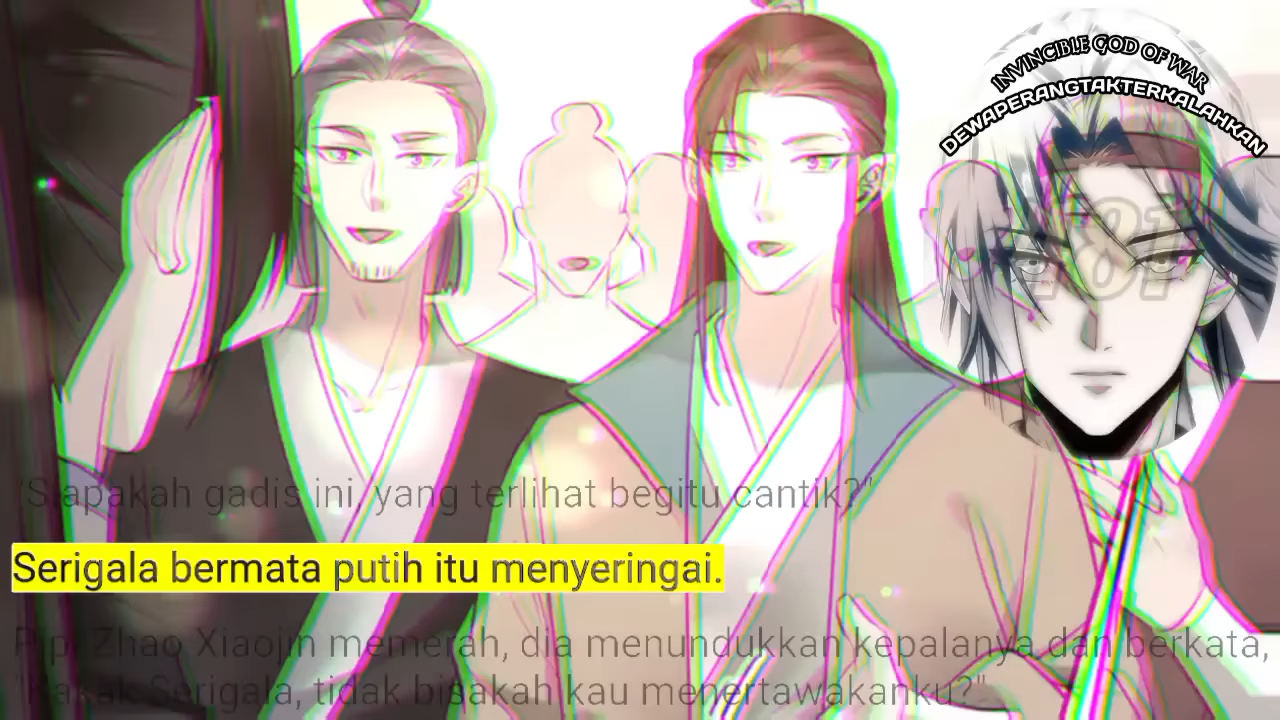 INVINCIBLE GOD OF WAR
DEWAPERANGTAKTERKALAHKAN
"Siapakah gadis ini, yang terlihat begitu cantik?"
Serigala bermata putih itu menyeringai.
Pipi Zhao Xiaojin memerah, dia menundukkan kepalanya dan berkata,
"Kakak Serigala, tidak bisakah kau menertawakanku?"